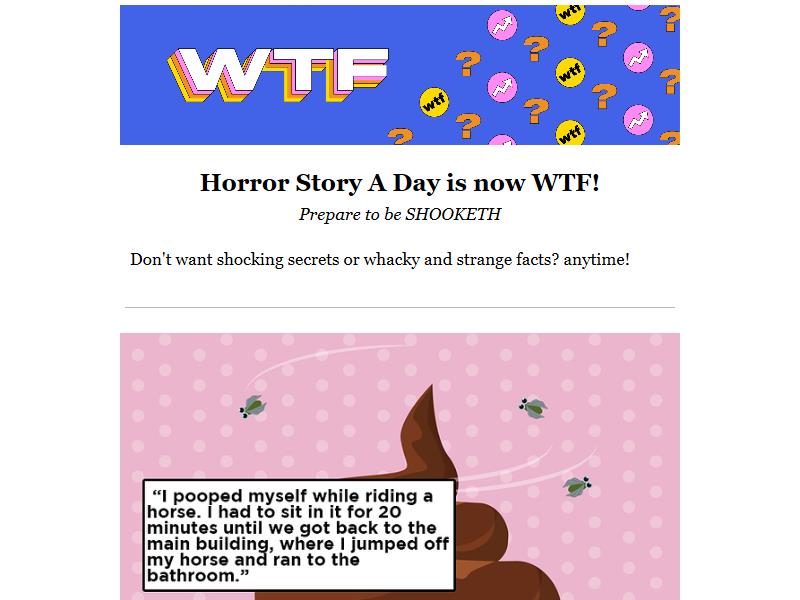 wtf
?
?
?
WTF
?
wtf
?
wtf
?
?
?
?
wtf
?
Horror Story A Day is now WTF!
Prepare to be SHOOKETH
Don't want shocking secrets or whacky and strange facts? anytime!
“I pooped myself while riding a
horse. I had to sit in it for 20
minutes until we got back to the
main building, where I jumped off
my horse and ran to the
bathroom.”